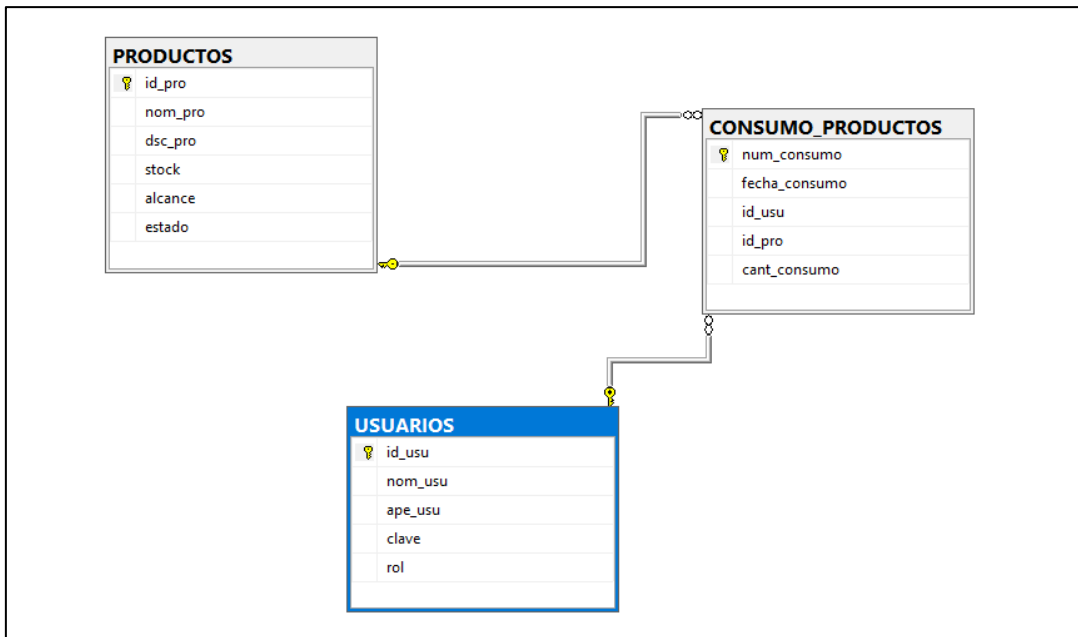 PRODUCTOS
id_pro
nom_pro
dsc_pro
stock
alcance
estado
CONSUMO_PRODUCTOS
num_consumo
fecha_consumo
id_usu
id_pro
cant_consumo
USUARIOS
id_usu
nom_usu
ape_usu
clave
rol